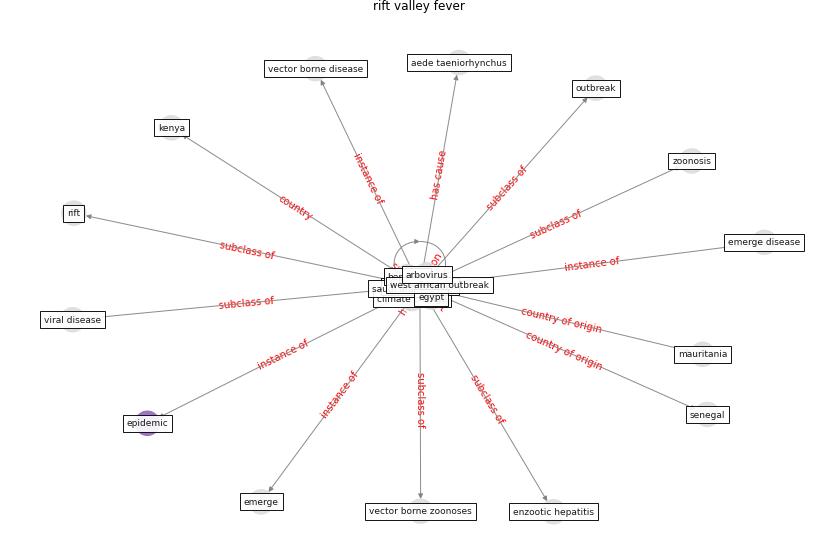 rift valley fever
vector borne disease
aede taeniorhynchus
outbreak
kenya
zoonosis
rift
emerge disease
viral disease
mauritania
senegal
epidemic
emerge
vector borne zoonoses
enzootic hepatitis
arbovirus
west african outbreak
egypt
climate
instance of
has cause
subclass of
country
subclass of
subclass of
instance of
subclass of
country of origin
country of origin
instance of
instance of
subclass of
subclass of